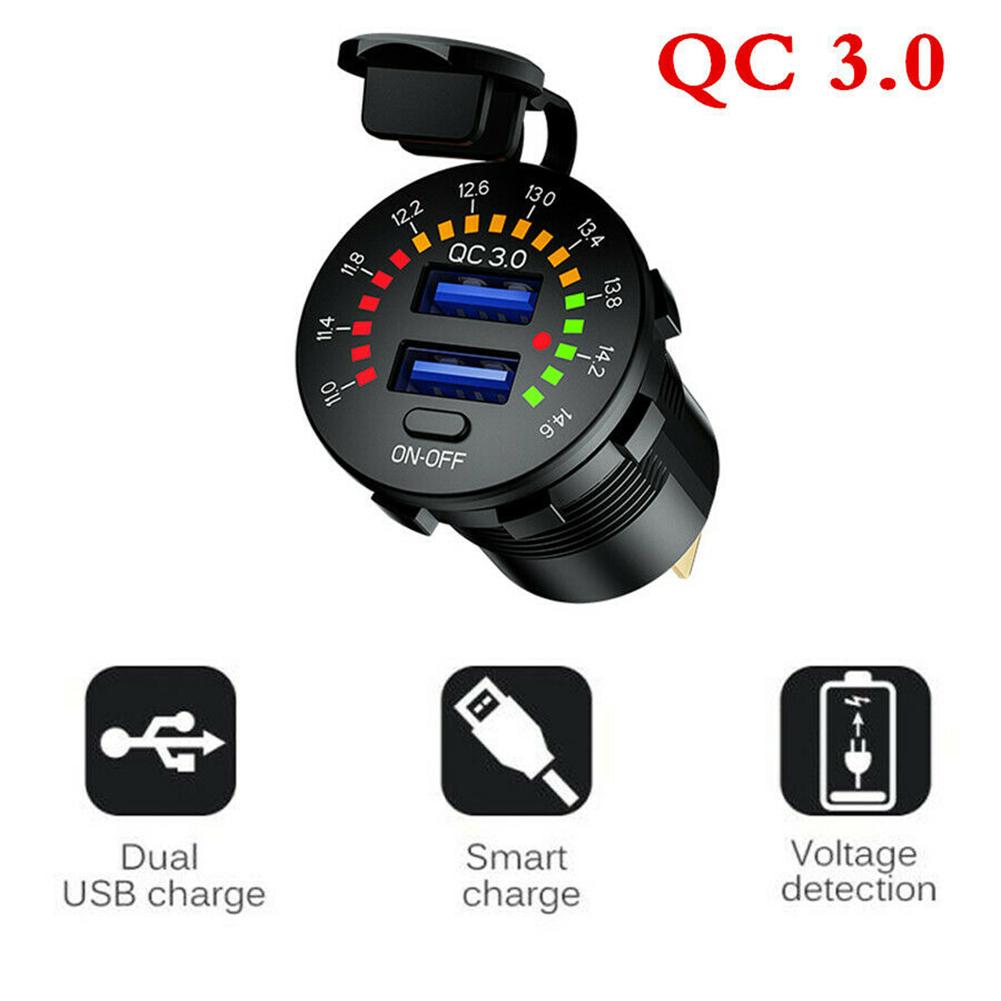 QC 3.0
11.0
11.4
11.8
12.2
12.6
13.0
13.4
13.8
14.2
14.6
QC 3.0
ON-OFF
Dual
USB charge
Smart
charge
Voltage
detection